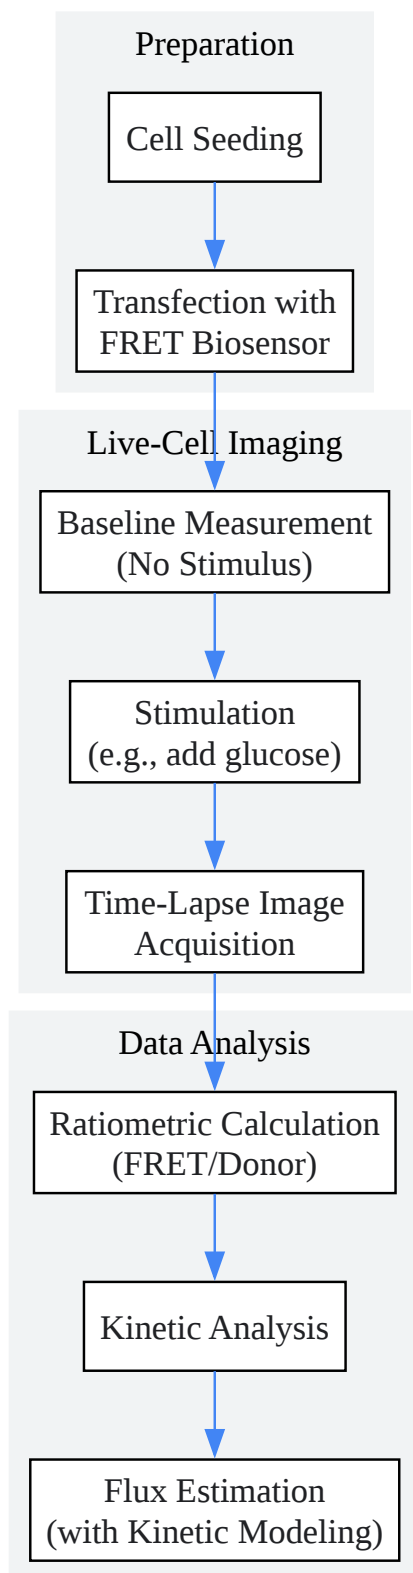 Preparation
Cell Seeding
Transfection with
FRET Biosensor
Live-Cell Imaging
Baseline Measurement
(No Stimulus)
Stimulation
(e.g., add glucose)
Time-Lapse Image
Acquisition
Data Analysis
Ratiometric Calculation
(FRET/Donor)
Kinetic Analysis
Flux Estimation
(with Kinetic Modeling)